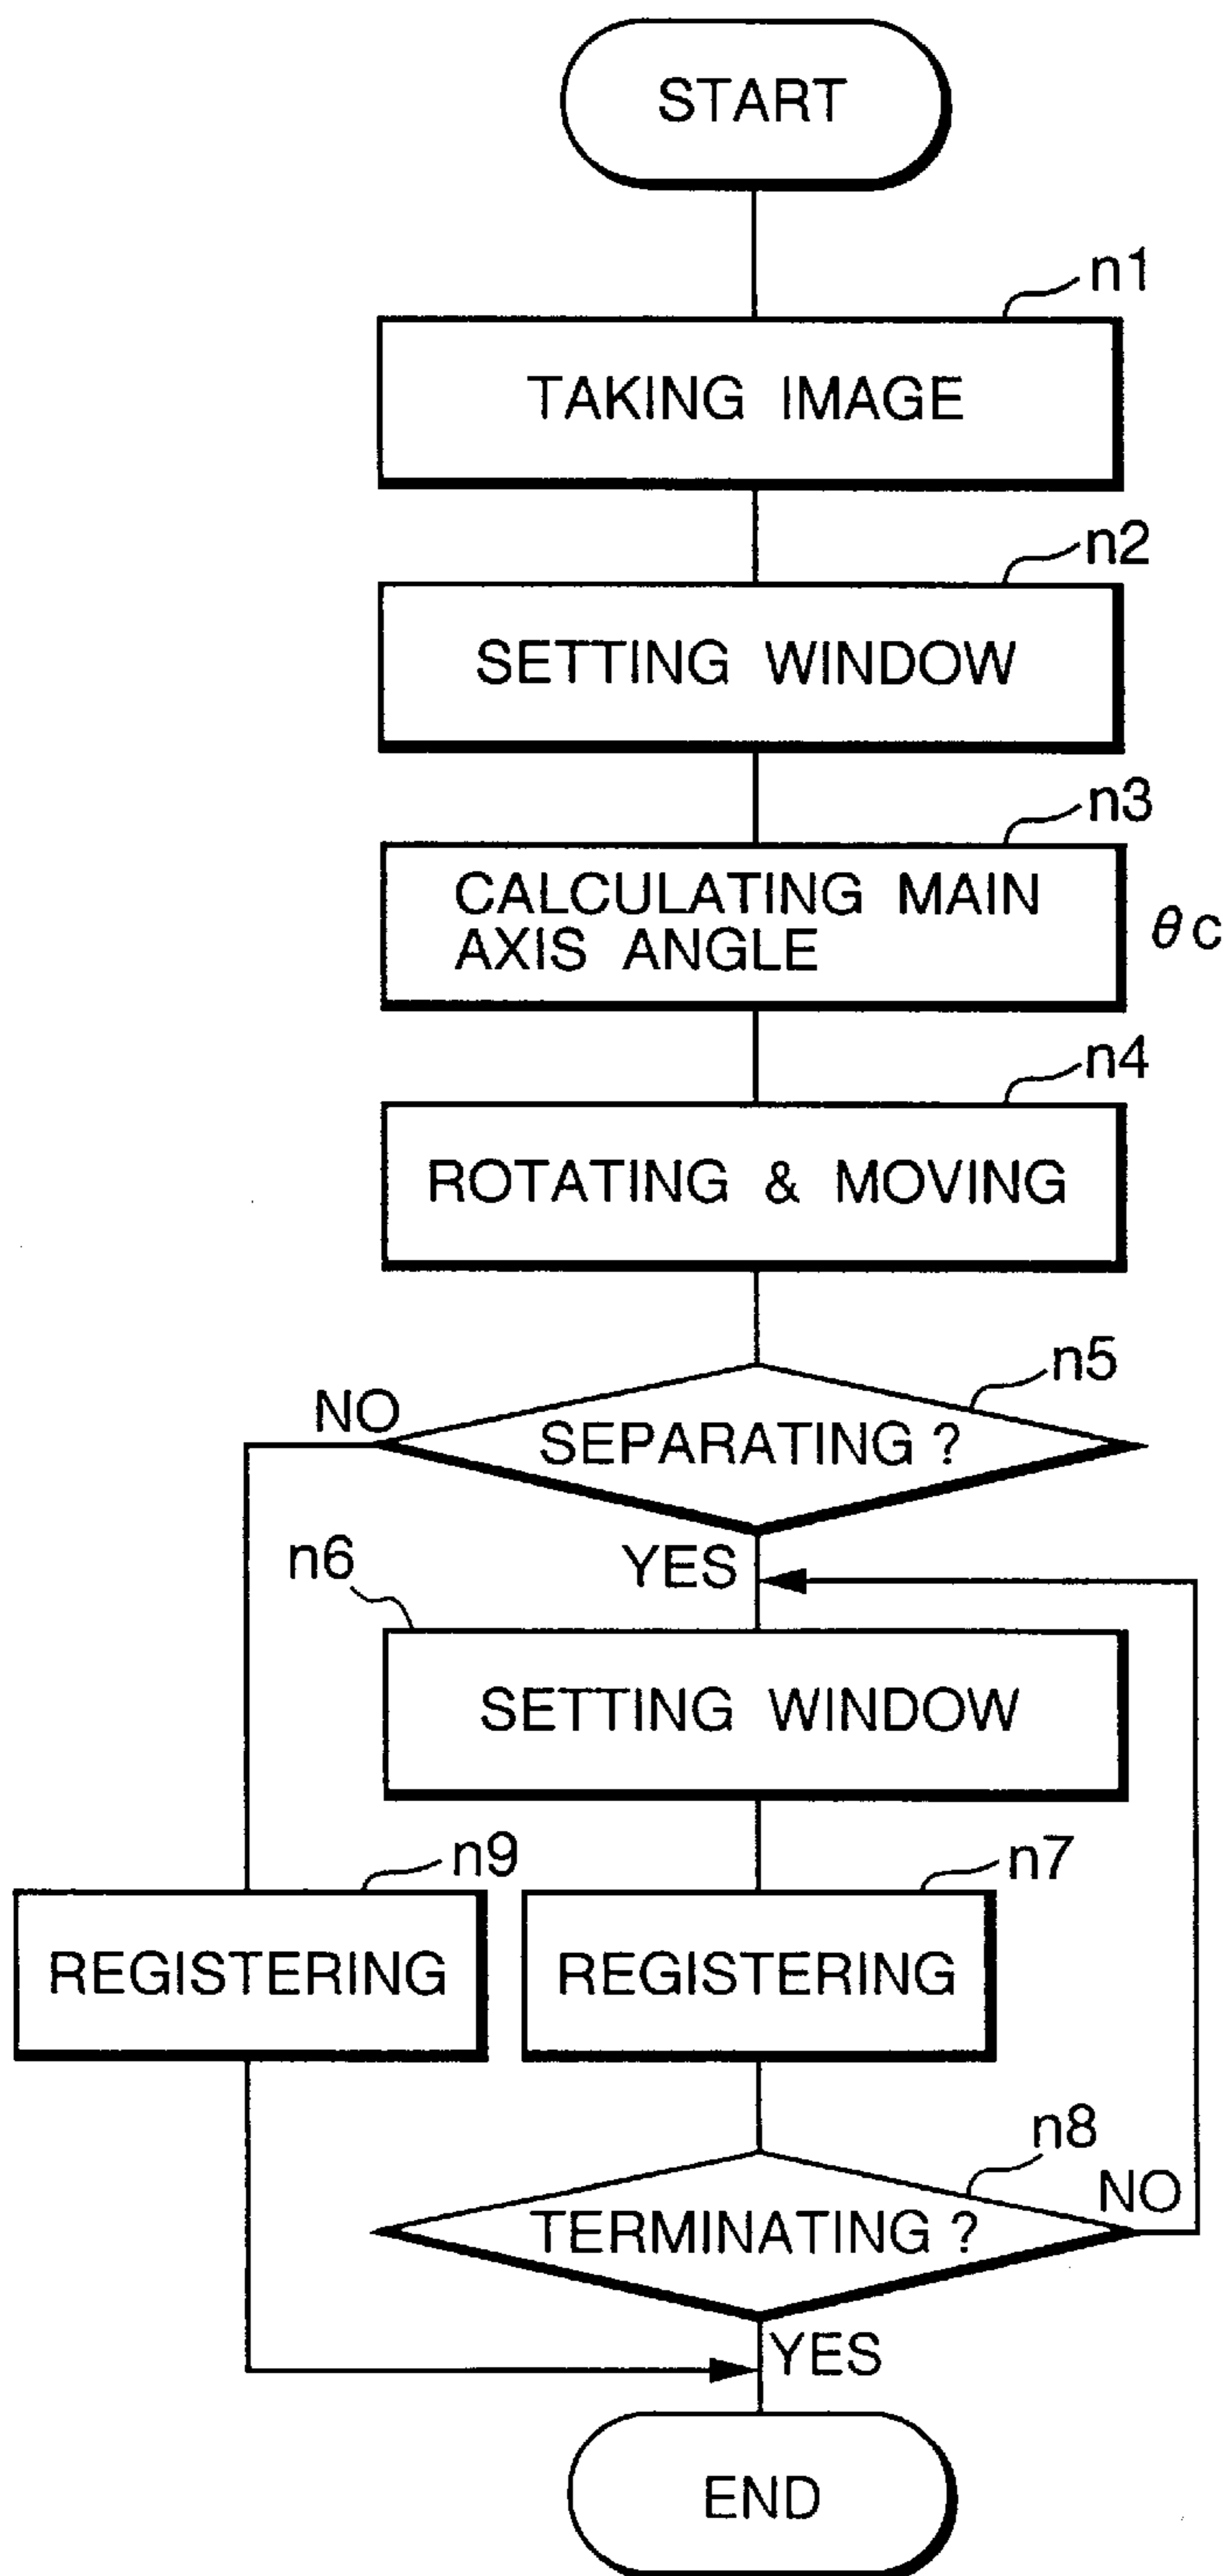 START
n1
TAKING IMAGE
n2
SETTING WINDOW
n3
CALCULATING MAIN
AXIS ANGLE
θc
n4
ROTATING & MOVING
n5
NO
SEPARATING ?
YES
n6
SETTING WINDOW
n9
n7
REGISTERING
REGISTERING
n8
NO
TERMINATING ?
YES
END